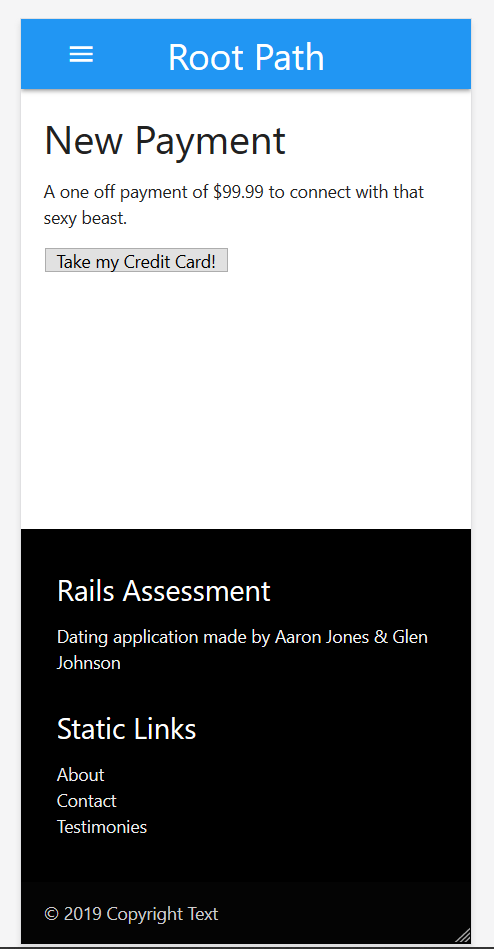 Root Path
New Payment
A one off payment of $99.99 to connect with that
sexy beast.
Take my Credit Card!
Rails Assessment
Dating application made by Aaron Jones & Glen
Johnson
Static Links
About
Contact
Testimonies
© 2019 Copyright Text